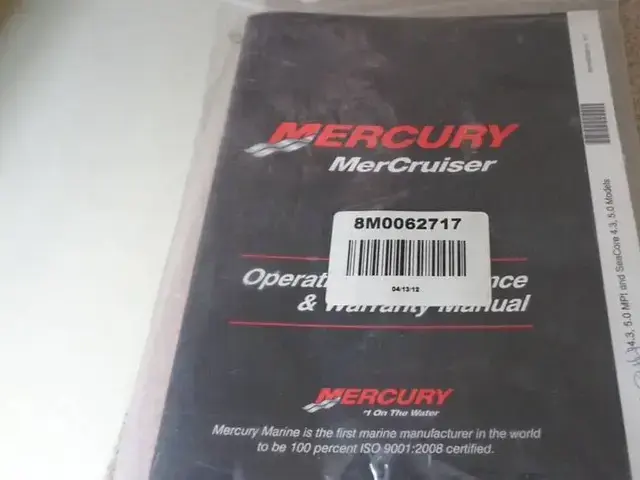 MERCURY
MerCruiser
8M0062717
04/13/12
Operati nce
& Warranty Manual
MERCURY
#1 On The Water
Mercury Marine is the first marine manufacturer in the world
to be 100 percent ISO 9001:2008 certified.
4.3, 5.0 MPI and SeaCore 4.3, 5.0 Models